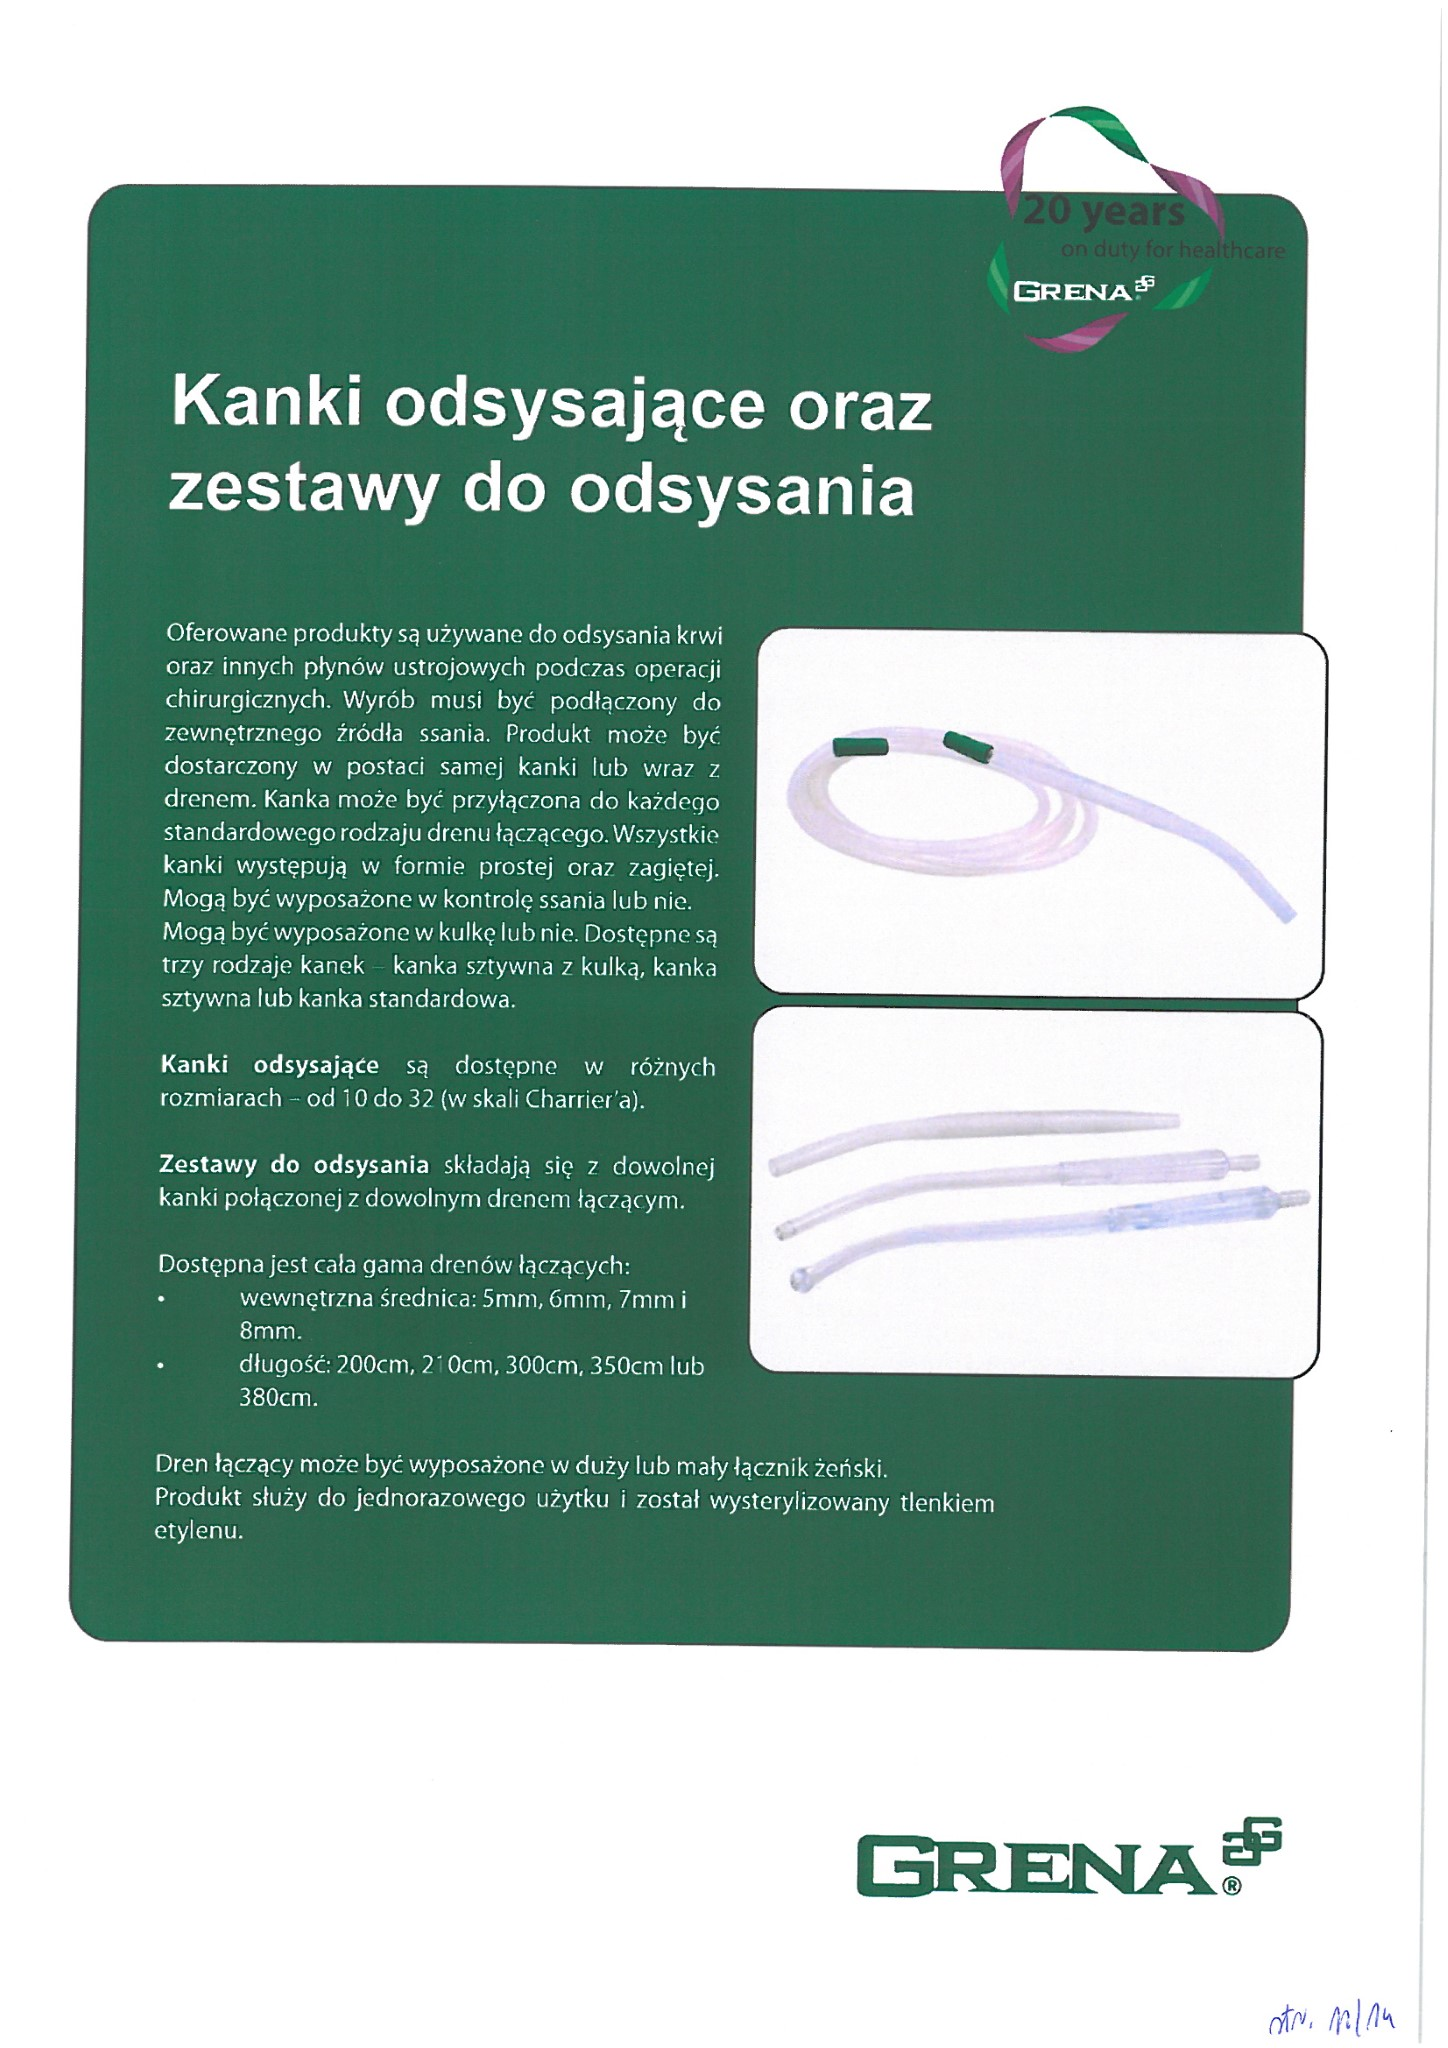 20 years
on duty for healthcare
GRENA
Kanki odsysające oraz
zestawy do odsysania
Oferowane produkty są używane do odsysania krwi
oraz innych płynów ustrojowych podczas operacji
chirurgicznych. Wyrób musi być podłączony do
zewnętrznego źródła ssania. Produkt może być
dostarczony w postaci samej kanki lub wraz z
drenem. Kanka może być przyłączona do każdego
standardowego rodzaju drenu łączącego. Wszystkie
kanki występują w formie prostej oraz zagiętej.
Mogą być wyposażone w kontrolę ssania lub nie.
Mogą być wyposażone w kulkę lub nie. Dostępne są
trzy rodzaje kanek – kanka sztywna z kulką, kanka
sztywna lub kanka standardowa.
Kanki odsysające są dostępne w różnych
rozmiarach – od 10 do 32 (w skali Charrier'a).
Zestawy do odsysania składają się z dowolnej
kanki połączonej z dowolnym drenem łączącym.
Dostępna jest cała gama drenów łączących:
• wewnętrzna średnica: 5mm, 6mm, 7mm i
8mm.
• długość: 200cm, 210cm, 300cm, 350cm lub
380cm.
Dren łączący może być wyposażone w duży lub mały łącznik żeński.
Produkt służy do jednorazowego użytku i został wysterylizowany tlenkiem
etylenu.
GRENA ®
str. 12/14